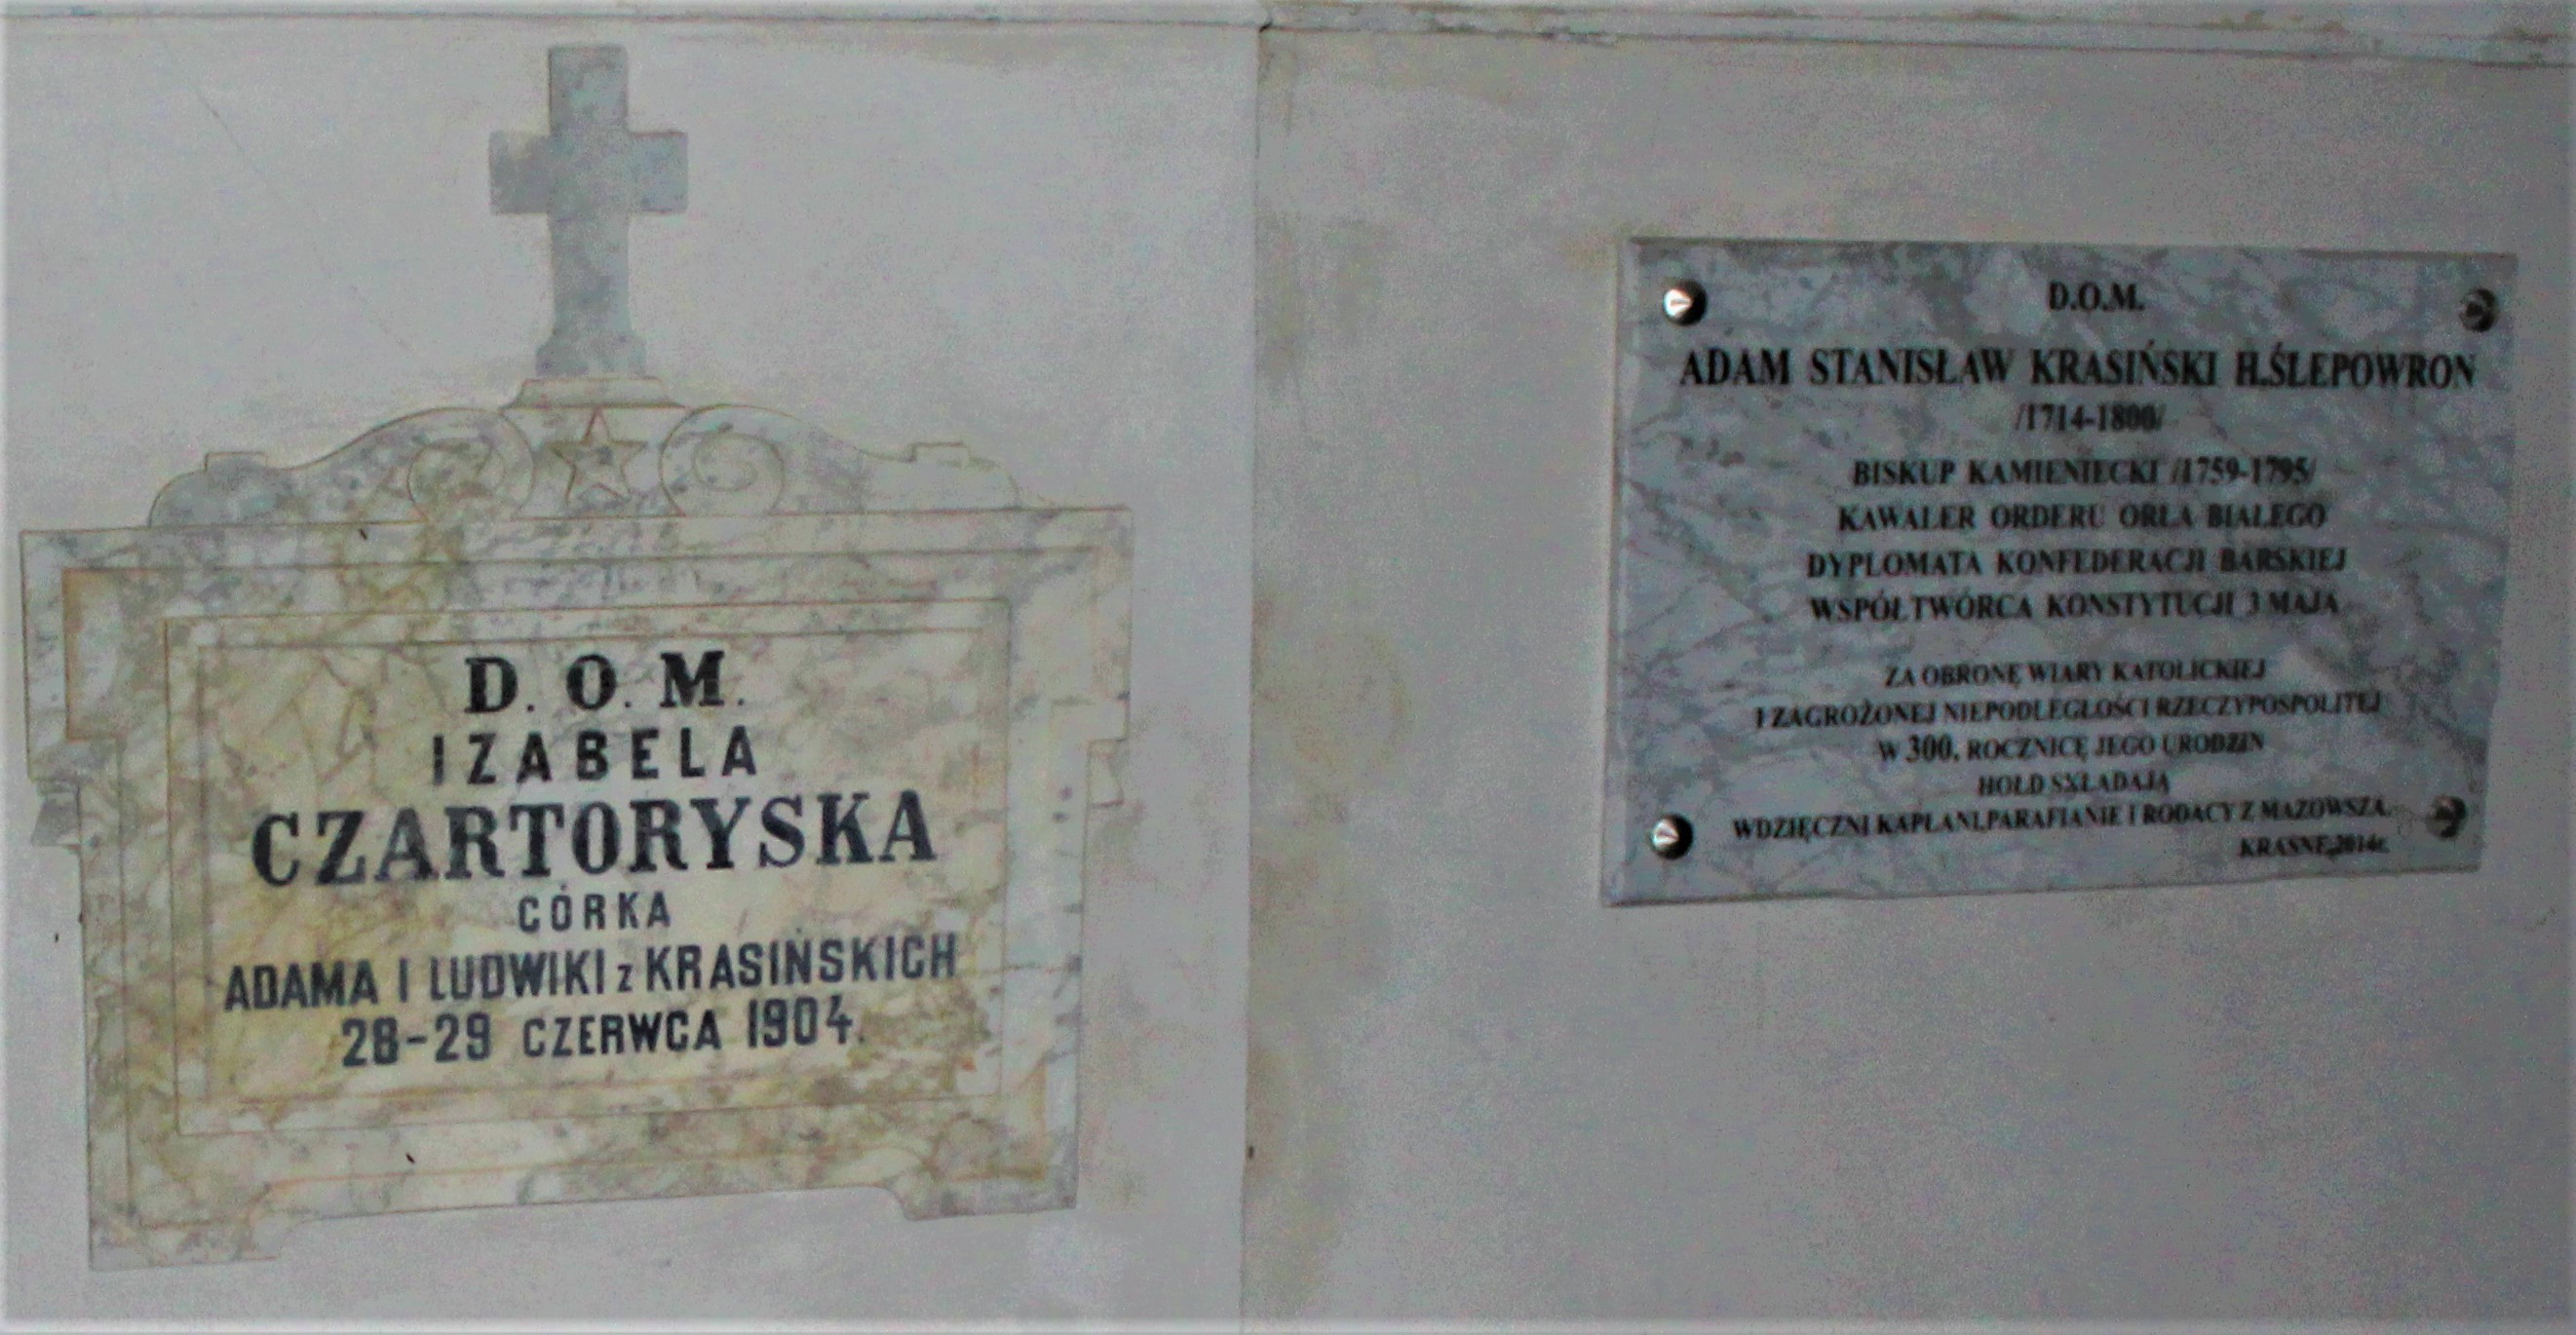 D. O. M.
IZABELA
CZARTORYSKA
CÓRKA
ADAMA I LUDWIKI z KRASIŃSKICH
28-29 CZERWCA 1904.
D.O.M.
ADAM STANISŁAW KRASIŃSKI H.ŚLEPOWRON
/1714-1800/
BISKUP KAMIENIECKI /1759-1795/
KAWALER ORDERU ORŁA BIAŁEGO
DYPLOMATA KONFEDERACJI BARSKIEJ
WSPÓŁTWÓRCA KONSTYTUCJI 3 MAJA
ZA OBRONĘ WIARY KATOLICKIEJ
I ZAGROŻONEJ NIEPODLEGŁOŚCI RZECZYPOSPOLITEJ
W 300. ROCZNICĘ JEGO URODZIN
HOŁD SKŁADAJĄ
WDZIĘCZNI KAPŁANI,PARAFIANIE I RODACY Z MAZOWSZA.
KRASNE,2014r.